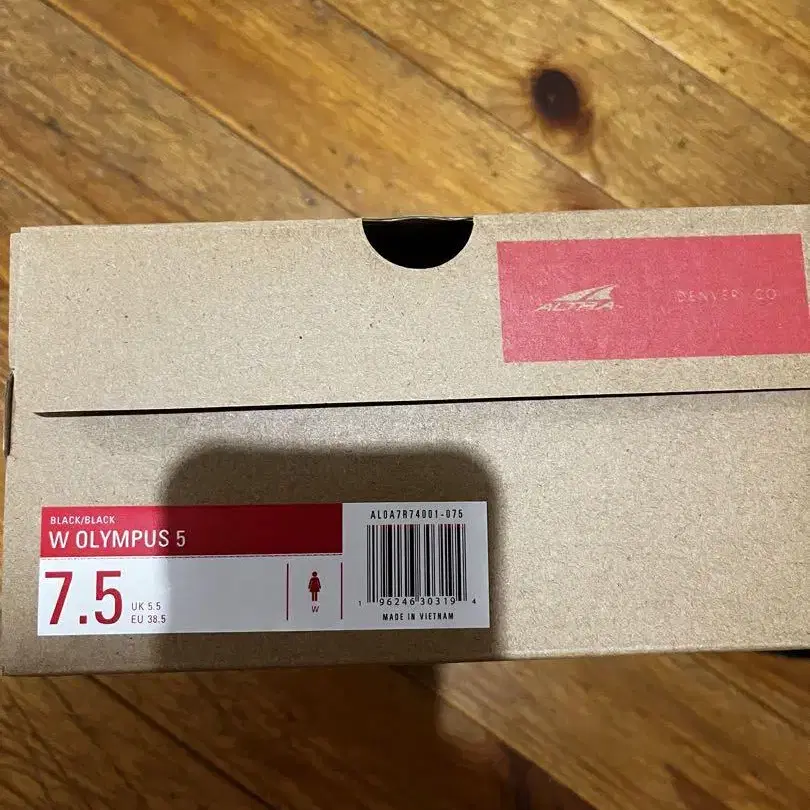 ALTRA
DENVER, CO
BLACK/BLACK
W OLYMPUS 5
7.5
UK 5.5
EU 38.5
W
AL0A7R74001-075
1 96246 30319 4
MADE IN VIETNAM